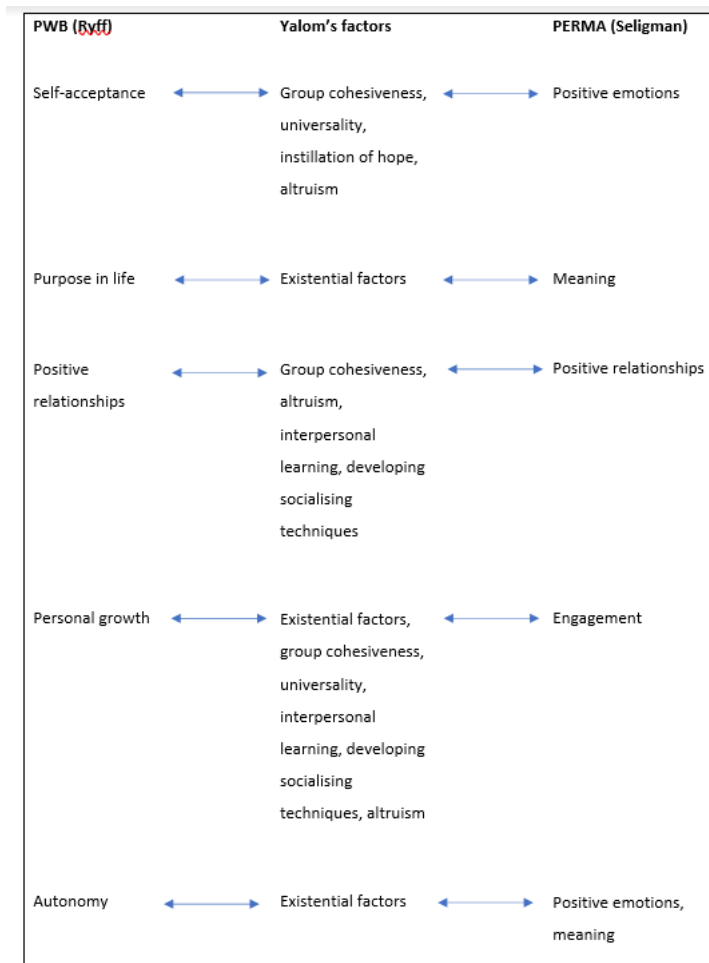 PWB (Ryff) Yalom's factors PERMA (Seligman)
Self-acceptance Group cohesiveness, Positive emotions
universality,
instillation of hope,
altruism
Purpose in life Existential factors Meaning
Positive Group cohesiveness, Positive relationships
relationships altruism,
interpersonal
learning, developing
socialising
techniques
Personal growth Existential factors, Engagement
group cohesiveness,
universality,
interpersonal
learning, developing
socialising
techniques, altruism
Autonomy Existential factors Positive emotions,
meaning